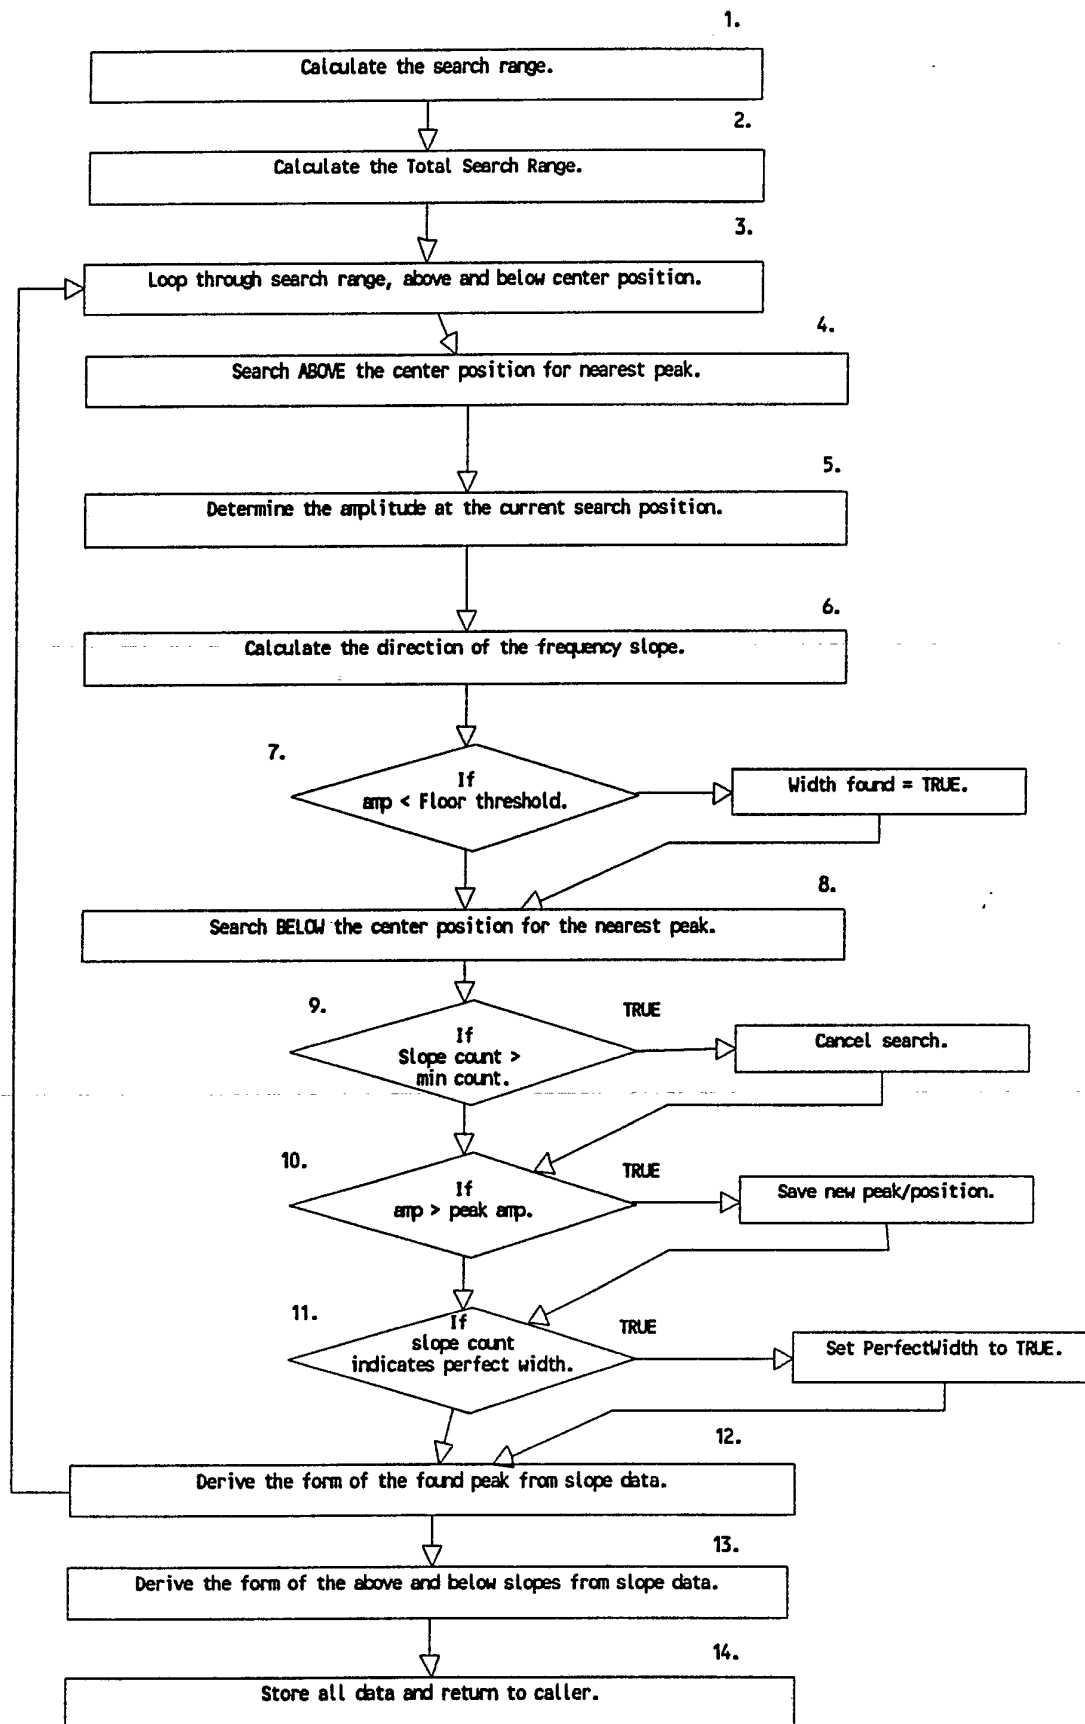 1.
Calculate the search range.
2.
Calculate the Total Search Range.
3.
Loop through search range, above and below center position.
4.
Search ABOVE the center position for nearest peak.
5.
Determine the amplitude at the current search position.
6.
Calculate the direction of the frequency slope.
7.
If
amp < Floor threshold.
Width found = TRUE.
8.
Search BELOW the center position for the nearest peak.
9.
If
Slope count >
min count.
TRUE
Cancel search.
10.
If
amp > peak amp.
TRUE
Save new peak/position.
11.
If
slope count
indicates perfect width.
TRUE
Set PerfectWidth to TRUE.
12.
Derive the form of the found peak from slope data.
13.
Derive the form of the above and below slopes from slope data.
14.
Store all data and return to caller.